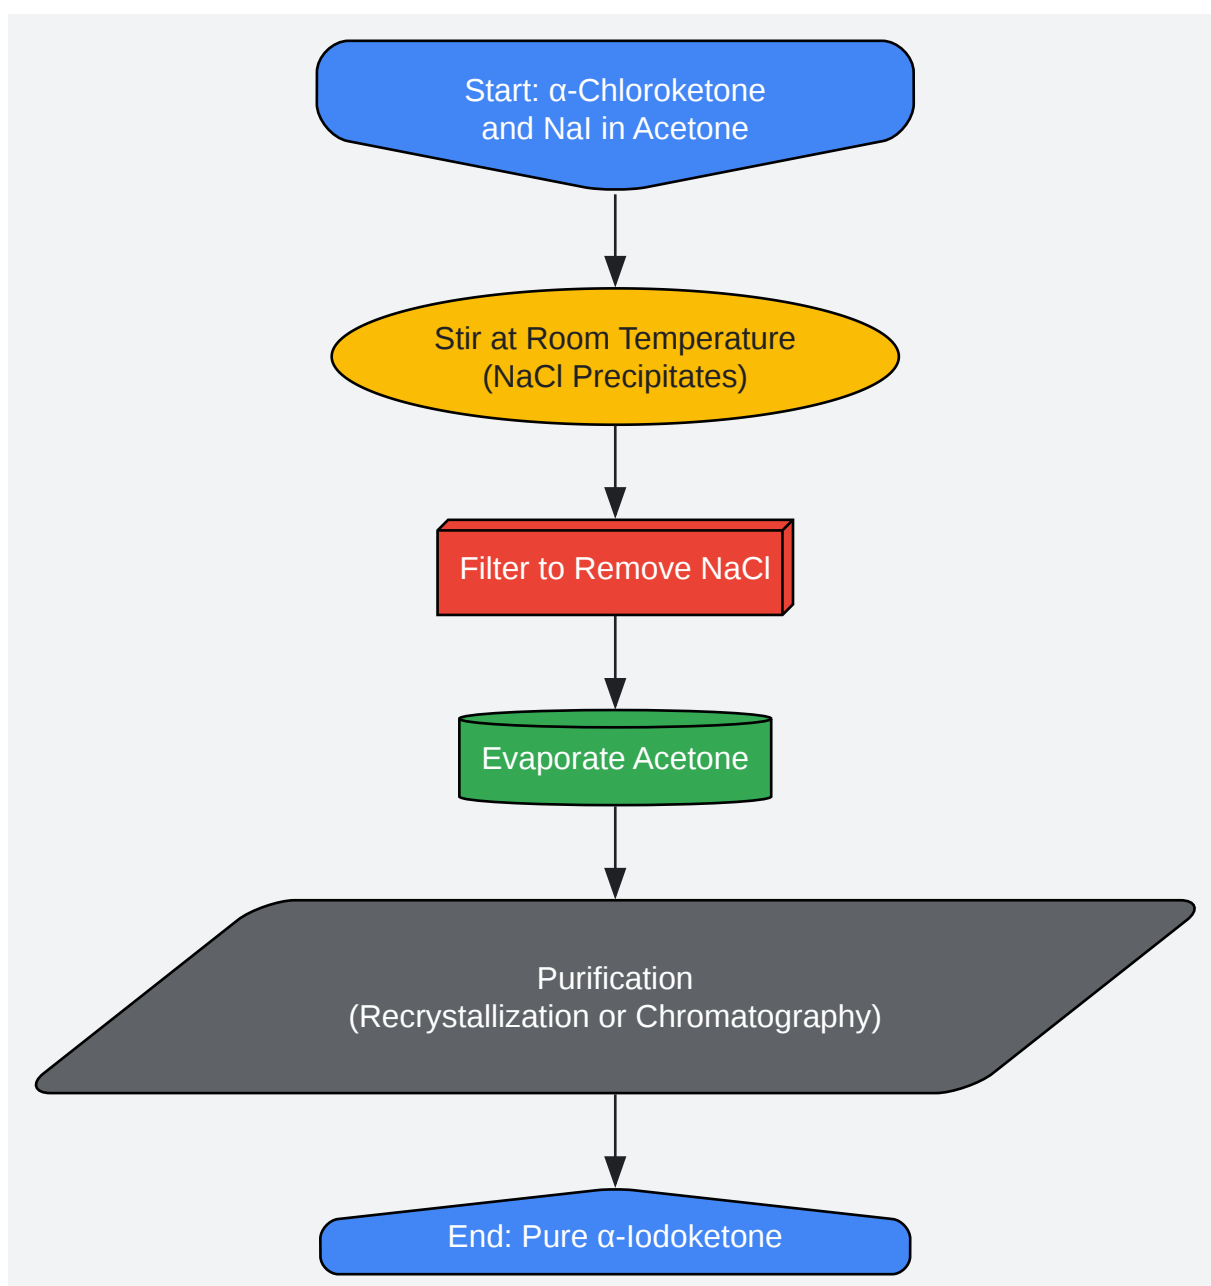 Start: α-Chloroketone
and NaI in Acetone
Stir at Room Temperature
(NaCl Precipitates)
Filter to Remove NaCl
Evaporate Acetone
Purification
(Recrystallization or Chromatography)
End: Pure α-Iodoketone